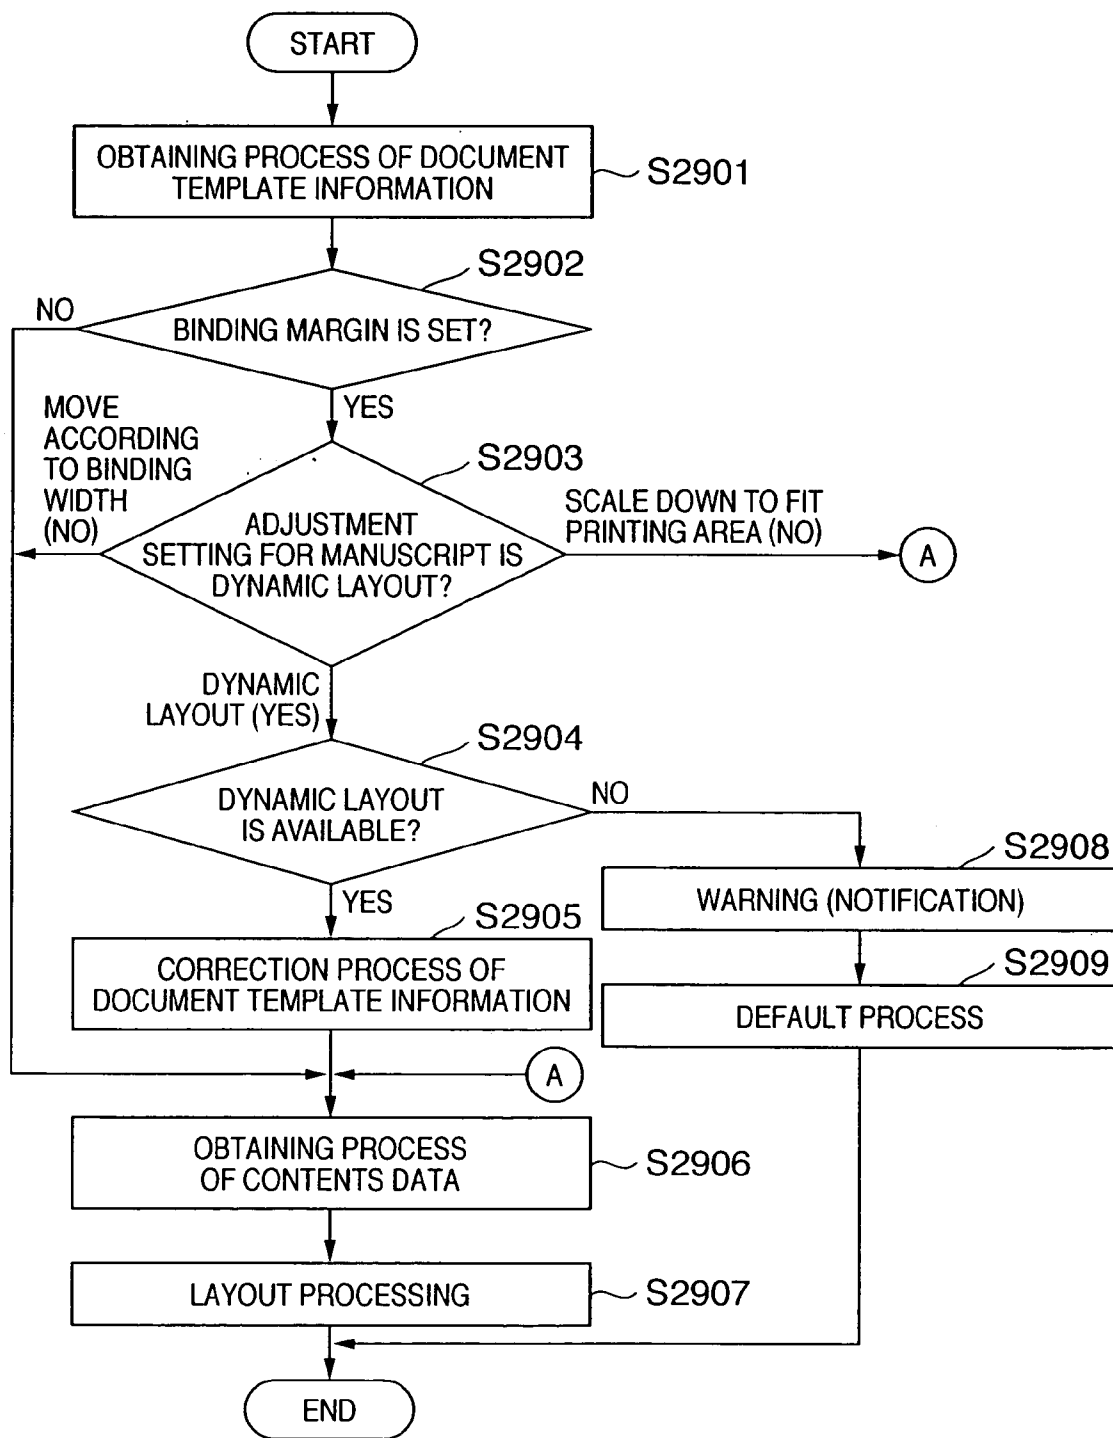 START
OBTAINING PROCESS OF DOCUMENT
TEMPLATE INFORMATION
S2901
S2902
NO
BINDING MARGIN IS SET?
YES
MOVE
ACCORDING
TO BINDING
WIDTH
(NO)
S2903
SCALE DOWN TO FIT
PRINTING AREA (NO)
ADJUSTMENT
SETTING FOR MANUSCRIPT IS
DYNAMIC LAYOUT?
A
DYNAMIC
LAYOUT (YES)
S2904
DYNAMIC LAYOUT
IS AVAILABLE?
NO
YES
S2908
WARNING (NOTIFICATION)
S2905
CORRECTION PROCESS OF
DOCUMENT TEMPLATE INFORMATION
S2909
DEFAULT PROCESS
A
OBTAINING PROCESS
OF CONTENTS DATA
S2906
LAYOUT PROCESSING
S2907
END